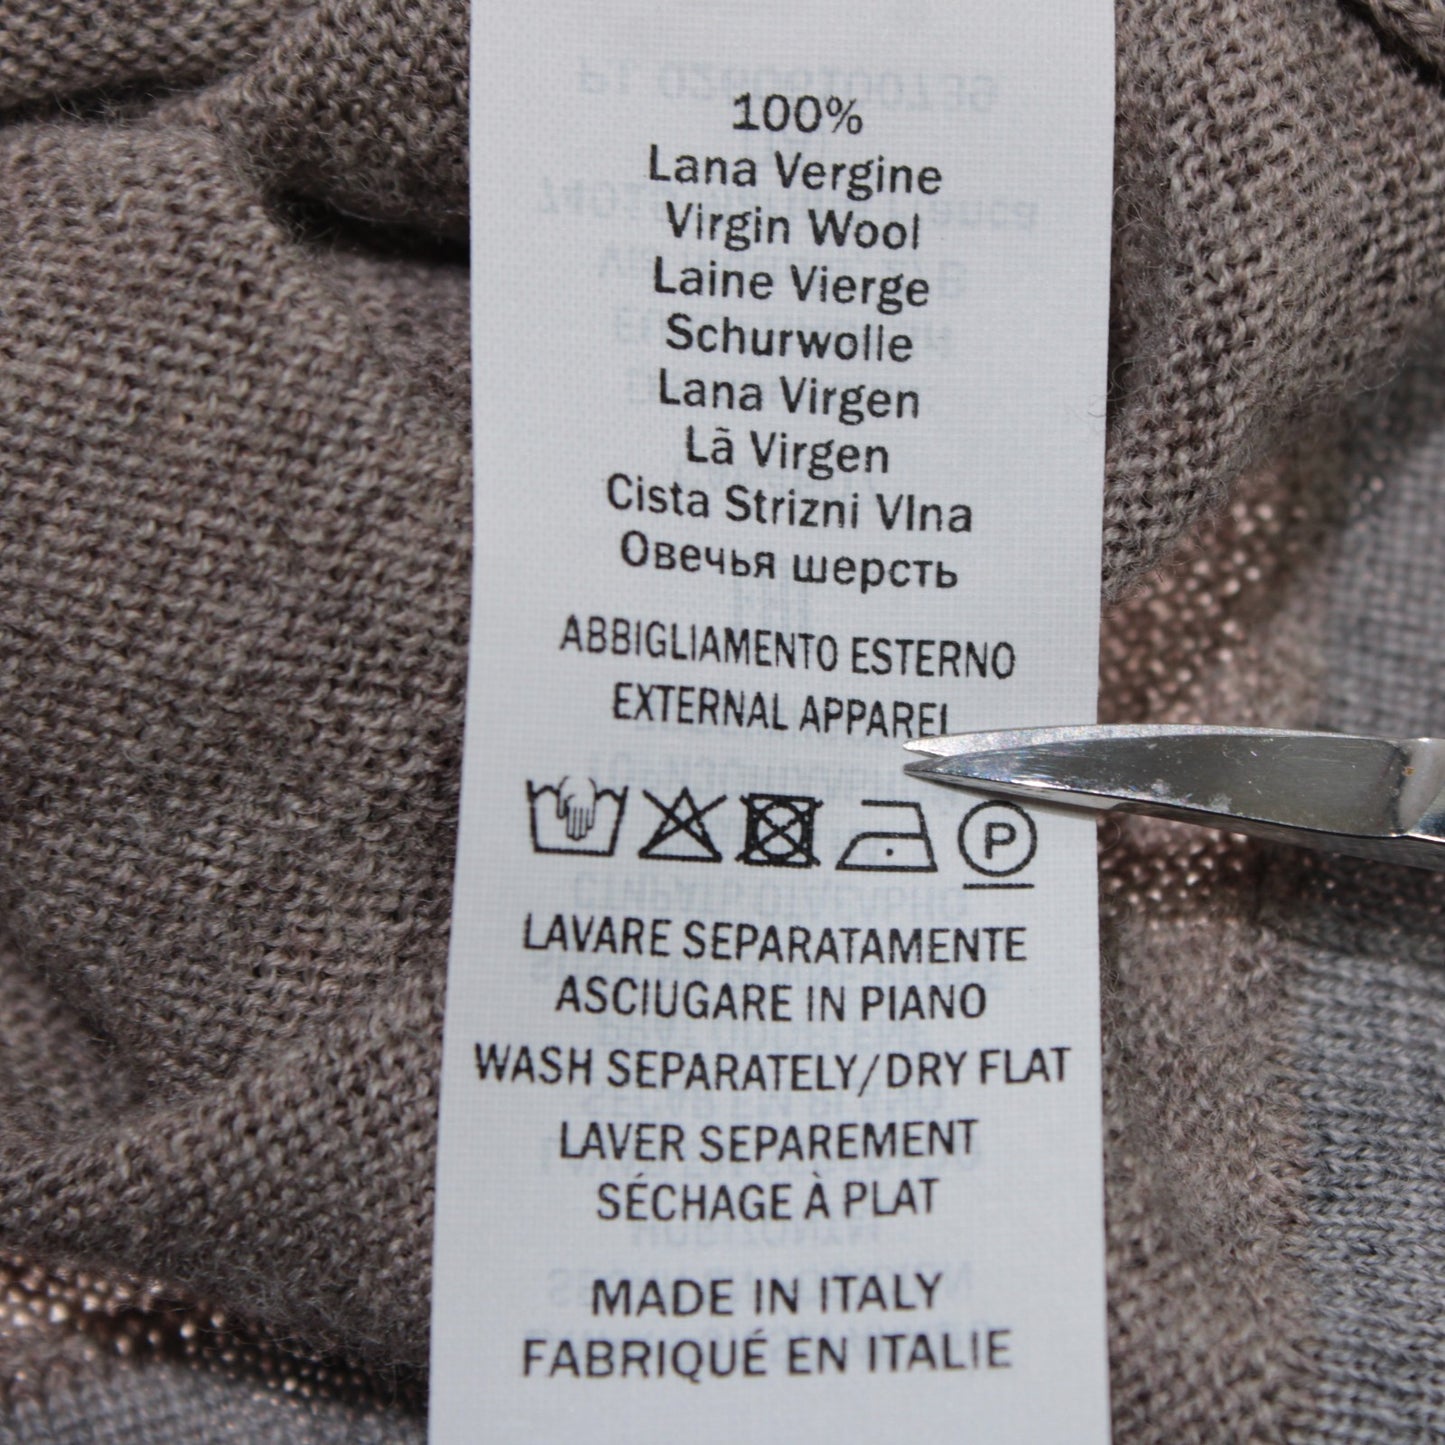 100%
Lana Vergine
Virgin Wool
Laine Vierge
Schurwolle
Lana Virgen
Lã Virgen
Cista Strizni Vlna
Овечья шерсть
ABBIGLIAMENTO ESTERNO
EXTERNAL APPAREL
P
LAVARE SEPARATAMENTE
ASCIUGARE IN PIANO
WASH SEPARATELY/DRY FLAT
LAVER SEPAREMENT
SÉCHAGE À PLAT
MADE IN ITALY
FABRIQUÉ EN ITALIE